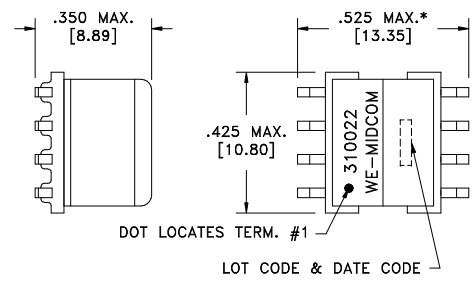 .350 MAX.
[8.89]
.525 MAX.*
[13.35]
.425 MAX.
[10.80]
310022
WE-MIDCOM
DOT LOCATES TERM. #1
LOT CODE & DATE CODE